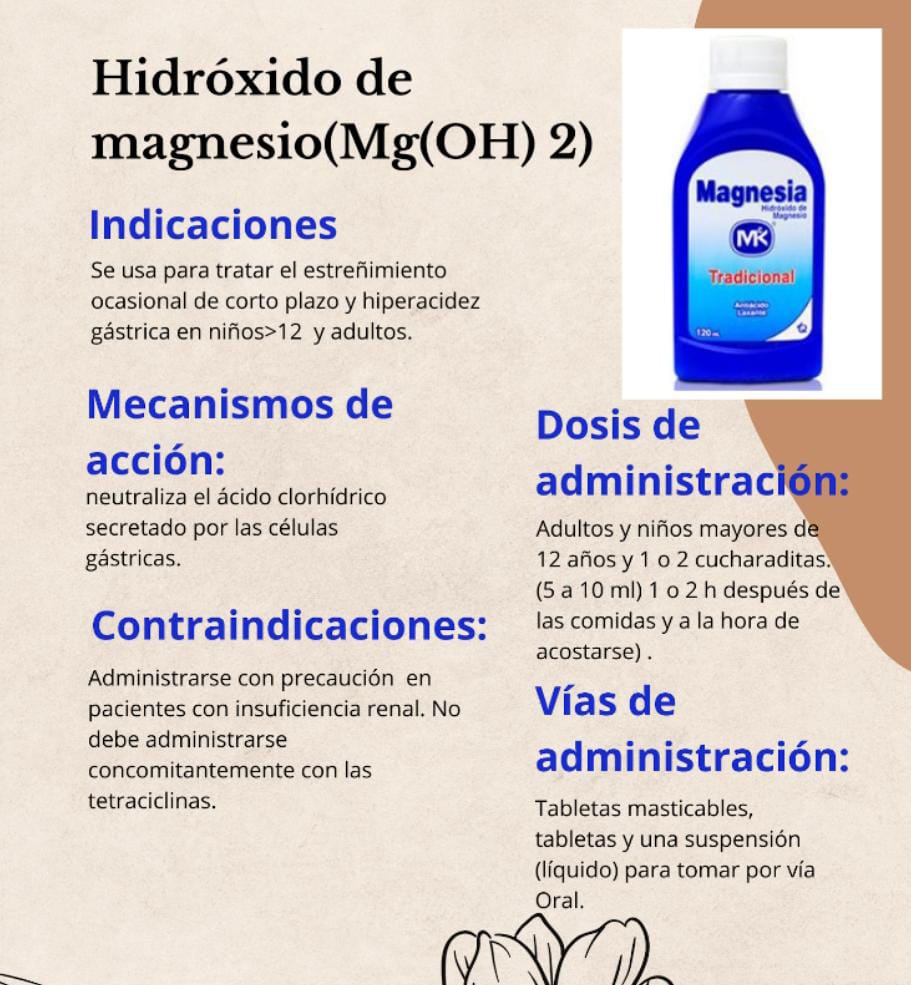 Hidróxido de
magnesio(Mg(OH) 2)
Magnesia
Hidróxido de
Magnesio
MK
Tradicional
Antiácido
Laxante
120 mL
Indicaciones
Se usa para tratar el estreñimiento
ocasional de corto plazo y hiperacidez
gástrica en niños>12  y adultos.
Mecanismos de
acción:
neutraliza el ácido clorhídrico
secretado por las células
gástricas.
Contraindicaciones:
Administrarse con precaución  en
pacientes con insuficiencia renal. No
debe administrarse
concomitantemente con las
tetraciclinas.
Dosis de
administración:
Adultos y niños mayores de
12 años y 1 o 2 cucharaditas.
(5 a 10 ml) 1 o 2 h después de
las comidas y a la hora de
acostarse) .
Vías de
administración:
Tabletas masticables,
tabletas y una suspensión
(líquido) para tomar por vía
Oral.